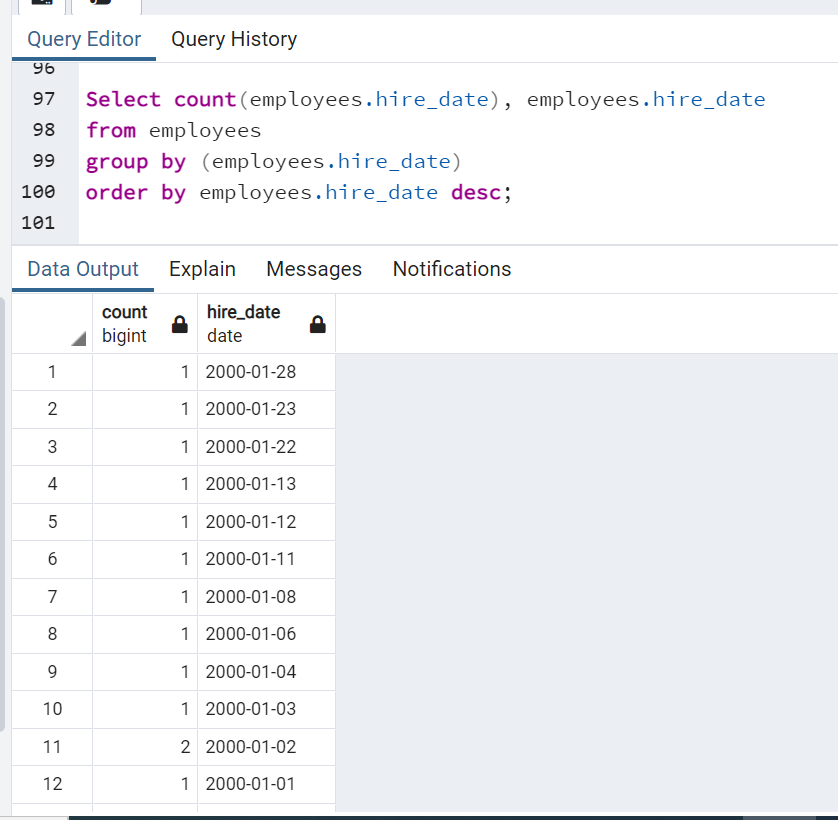 Query Editor Query History
96
97 Select count(employees.hire_date), employees.hire_date
98 from employees
99 group by (employees.hire_date)
100 order by employees.hire_date desc;
101
Data Output Explain Messages Notifications
count hire_date
bigint date
1 1 2000-01-28
2 1 2000-01-23
3 1 2000-01-22
4 1 2000-01-13
5 1 2000-01-12
6 1 2000-01-11
7 1 2000-01-08
8 1 2000-01-06
9 1 2000-01-04
10 1 2000-01-03
11 2 2000-01-02
12 1 2000-01-01